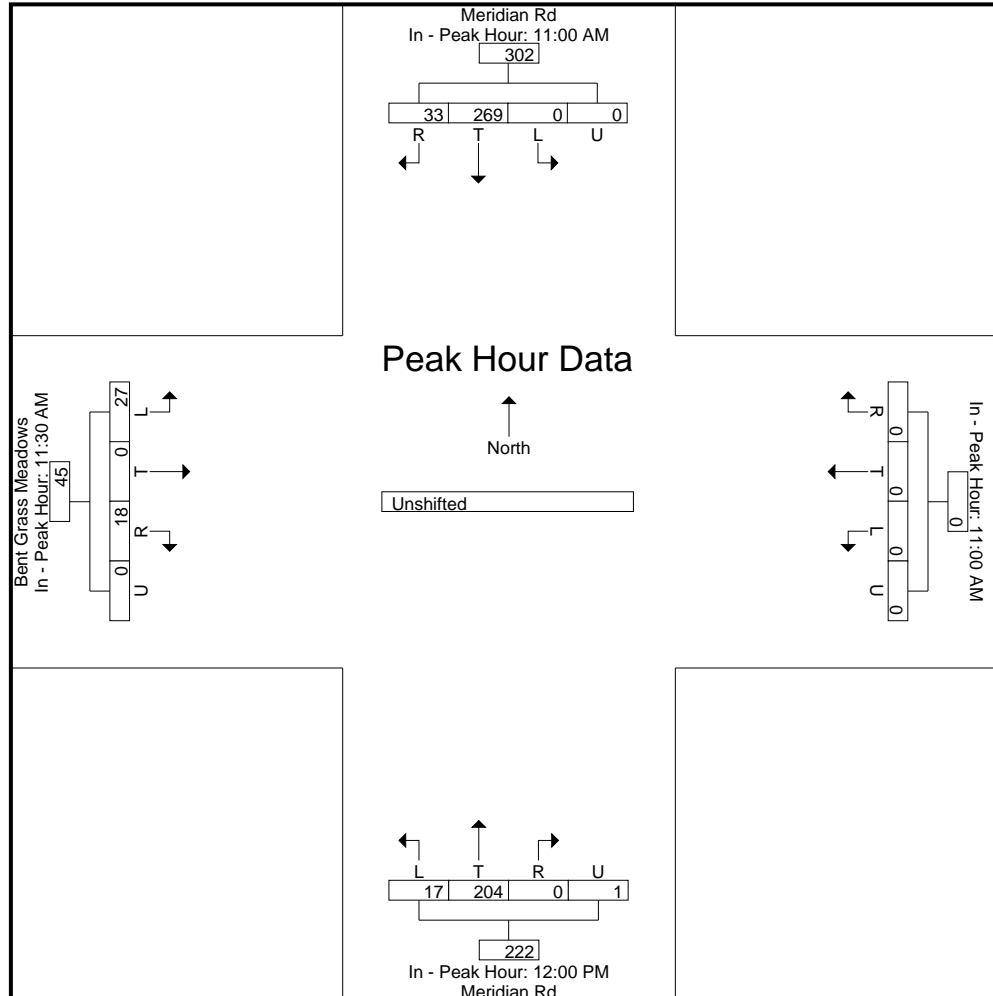 Meridian Rd
In - Peak Hour: 11:00 AM
302
33 269 0 0
R T L U
Peak Hour Data
North
Unshifted
Bent Grass Meadows
In - Peak Hour: 11:30 AM
45
27 0 18 0
L T R U
In - Peak Hour: 11:00 AM
0
0 0 0 0
R T L U
L T R U
17 204 0 1
222
In - Peak Hour: 12:00 PM
Meridian Rd